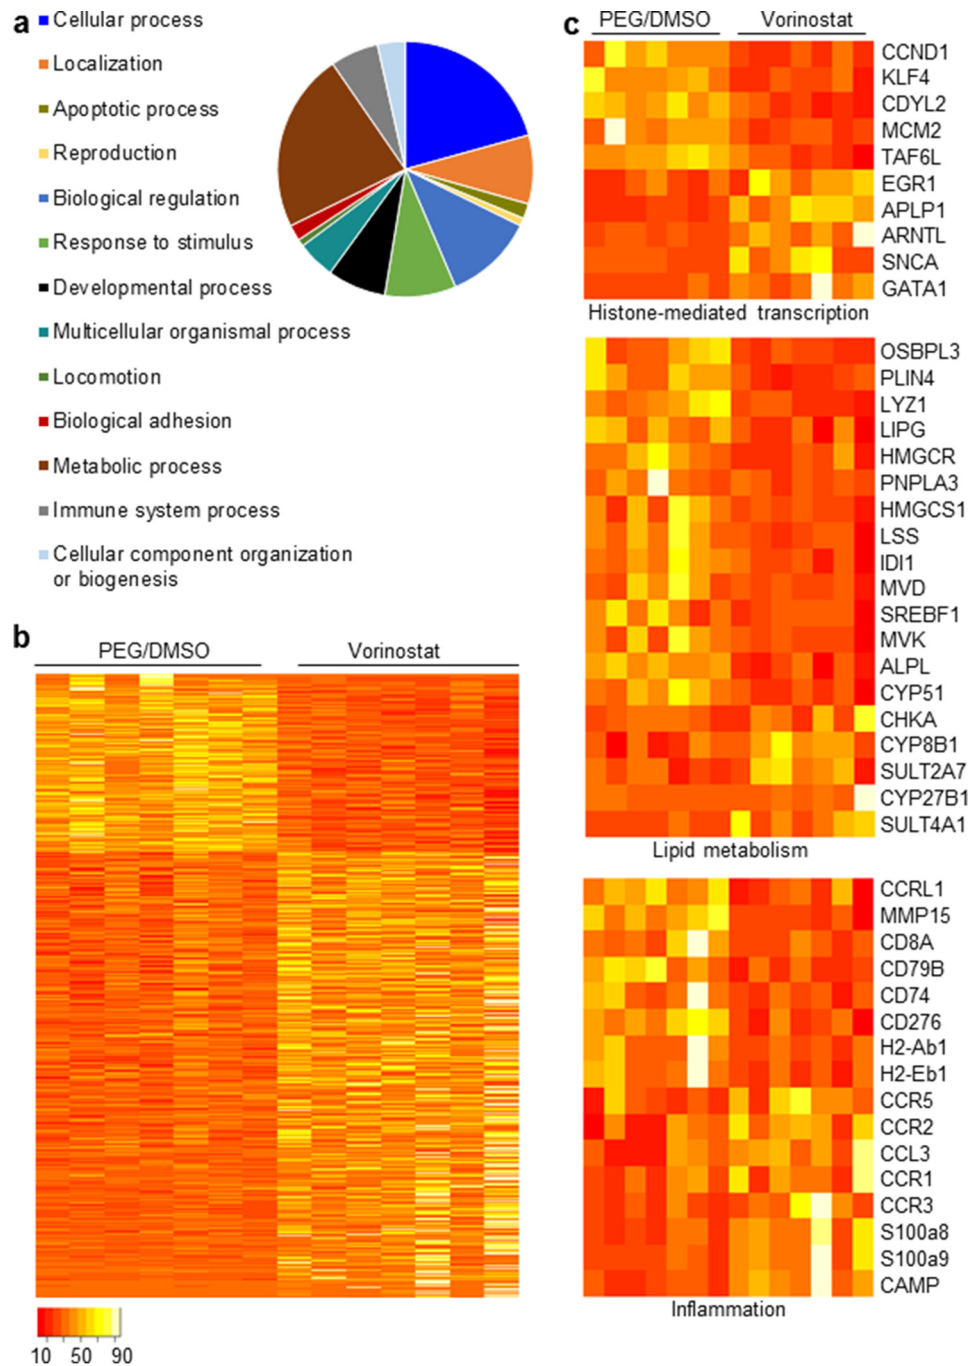 a
Cellular process
Localization
Apoptotic process
Reproduction
Biological regulation
Response to stimulus
Developmental process
Multicellular organismal process
Locomotion
Biological adhesion
Metabolic process
Immune system process
Cellular component organization
or biogenesis
b
PEG/DMSO Vorinostat
10 50 90
c
PEG/DMSO Vorinostat
CCND1
KLF4
CDYL2
MCM2
TAF6L
EGR1
APLP1
ARNTL
SNCA
GATA1
Histone-mediated transcription
OSBPL3
PLIN4
LYZ1
LIPG
HMGCR
PNPLA3
HMGCS1
LSS
IDI1
MVD
SREBF1
MVK
ALPL
CYP51
CHKA
CYP8B1
SULT2A7
CYP27B1
SULT4A1
Lipid metabolism
CCRL1
MMP15
CD8A
CD79B
CD74
CD276
H2-Ab1
H2-Eb1
CCR5
CCR2
CCL3
CCR1
CCR3
S100a8
S100a9
CAMP
Inflammation